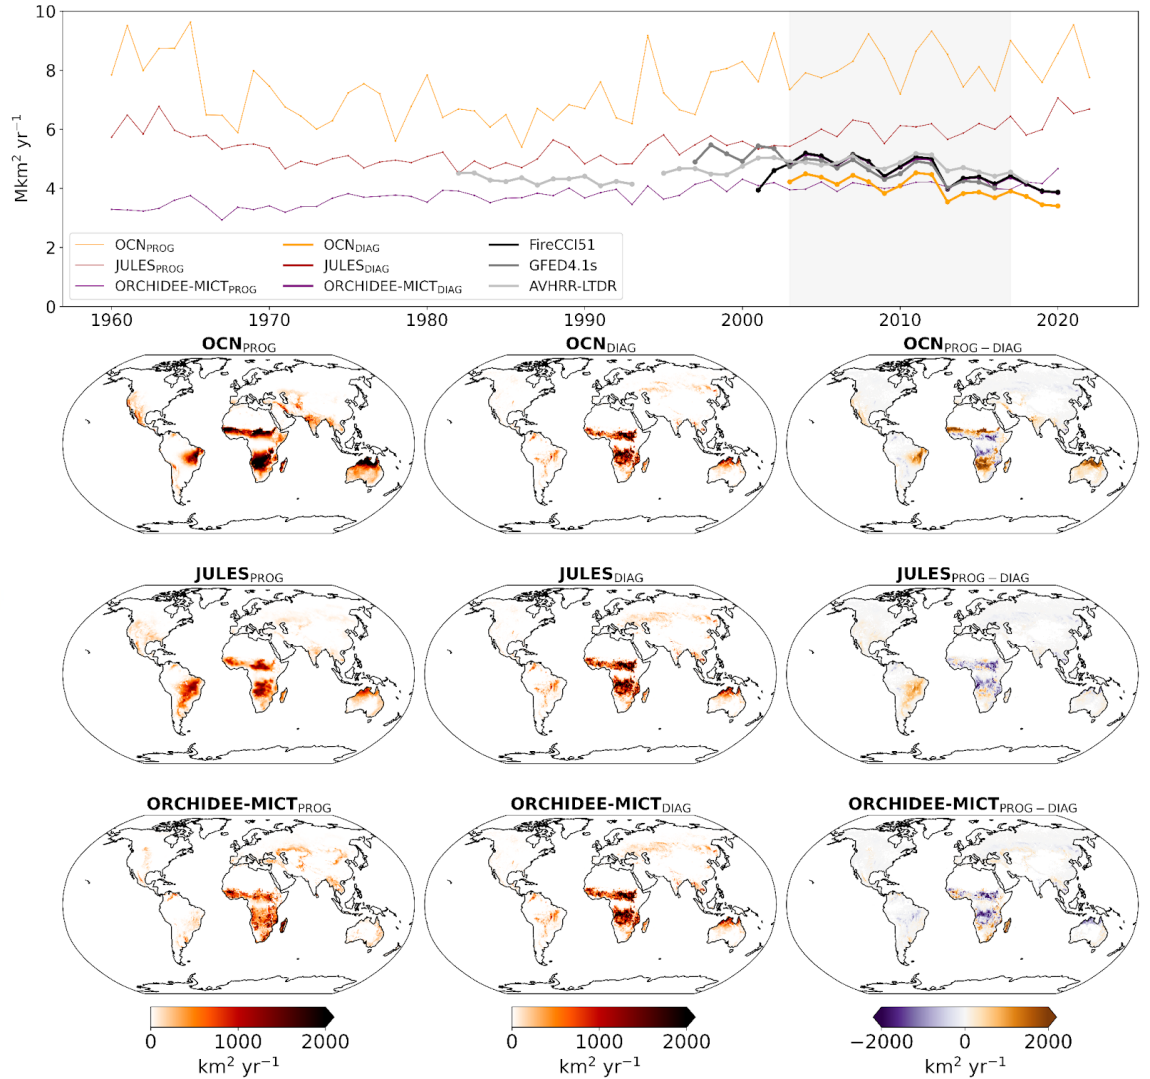 10
8
6
4
2
0
Mkm² yr⁻¹
OCN_PROG OCN_DIAG FireCCI51
JULES_PROG JULES_DIAG GFED4.1s
ORCHIDEE-MICT_PROG ORCHIDEE-MICT_DIAG AVHRR-LTDR
1960 1970 1980 1990 2000 2010 2020
OCN_PROG OCN_DIAG OCN_PROG−DIAG
JULES_PROG JULES_DIAG JULES_PROG−DIAG
ORCHIDEE-MICT_PROG ORCHIDEE-MICT_DIAG ORCHIDEE-MICT_PROG−DIAG
0 1000 2000 0 1000 2000 −2000 0 2000
km² yr⁻¹ km² yr⁻¹ km² yr⁻¹